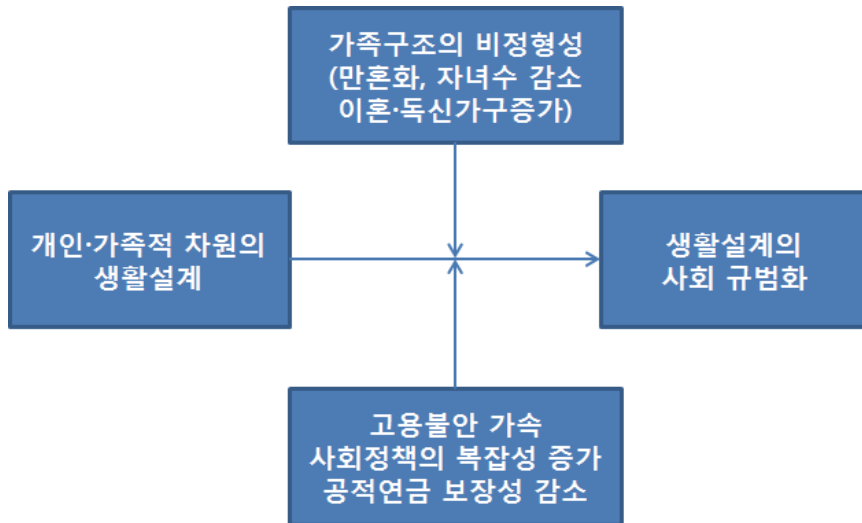 가족구조의 비정형성
(만혼화, 자녀수 감소
이혼·독신가구증가)
개인·가족적 차원의
생활설계
생활설계의
사회 규범화
고용불안 가속
사회정책의 복잡성 증가
공적연금 보장성 감소